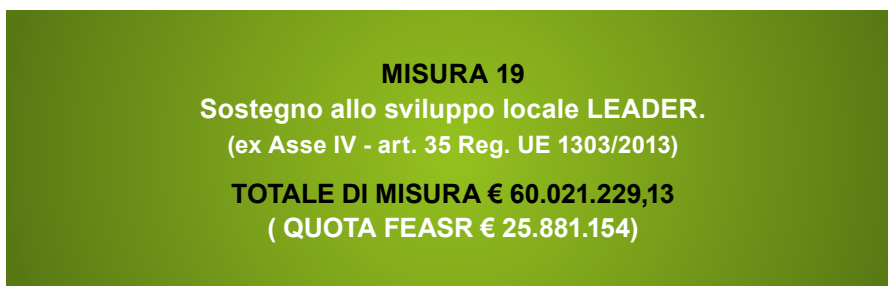 MISURA 19
Sostegno allo sviluppo locale LEADER.
(ex Asse IV - art. 35 Reg. UE 1303/2013)
TOTALE DI MISURA € 60.021.229,13
( QUOTA FEASR € 25.881.154)